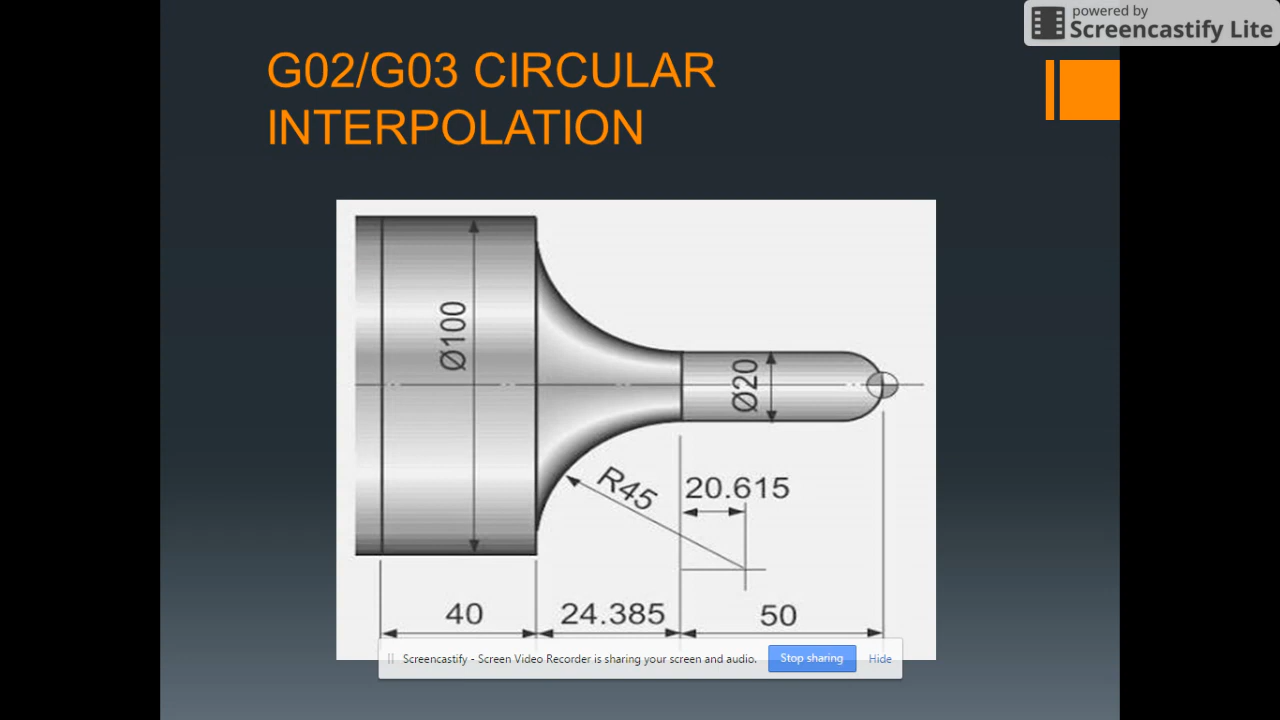 powered by
Screencastify Lite
G02/G03 CIRCULAR
INTERPOLATION
Ø100
Ø20
R45
20.615
40
24.385
50
Screencastify - Screen Video Recorder is sharing your screen and audio.
Stop sharing
Hide